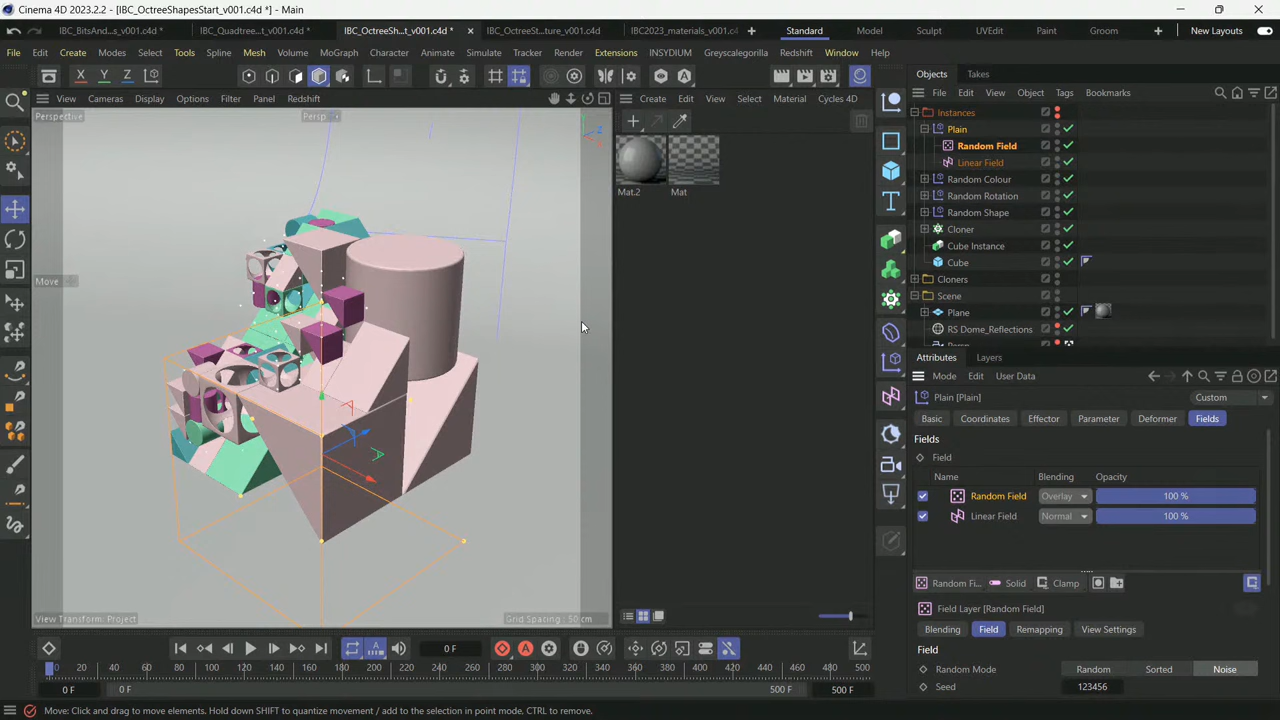 Cinema 4D 2023.2.2 - [IBC_OctreeShapesStart_v001.c4d *] - Main
IBC_BitsAnd...s_v001.c4d *
IBC_Quadtree...t_v001.c4d *
IBC_OctreeSh...t_v001.c4d *
IBC_OctreeSt...ture_v001.c4d
IBC2023_materials_v001.c4
Standard
Model
Sculpt
UVEdit
Paint
Groom
New Layouts
File
Edit
Create
Modes
Select
Tools
Spline
Mesh
Volume
MoGraph
Character
Animate
Simulate
Tracker
Render
Extensions
INSYDIUM
Greyscalegorilla
Redshift
Window
Help
X
Y
Z
Objects
Takes
View
Cameras
Display
Options
Filter
Panel
Redshift
Create
Edit
View
Select
Material
Cycles 4D
File
Edit
View
Object
Tags
Bookmarks
Perspective
Persp
Instances
Plain
Random Field
Linear Field
Random Colour
Random Rotation
Random Shape
Cloner
Cube Instance
Cube
Cloners
Scene
Plane
RS Dome_Reflections
Mat.2
Mat
Move
Attributes
Layers
Mode
Edit
User Data
Plain [Plain]
Custom
Basic
Coordinates
Effector
Parameter
Deformer
Fields
Fields
Field
Name
Blending
Opacity
Random Field
Overlay
100 %
Linear Field
Normal
100 %
Random Fi...
Solid
Clamp
Field Layer [Random Field]
Blending
Field
Remapping
View Settings
Field
Random Mode
Random
Sorted
Noise
Seed
123456
View Transform: Project
Grid Spacing : 50 cm
0 F
0 20 40 60 80 100 120 140 160 180 200 220 240 260 280 300 320 340 360 380 400 420 440 460 480 500
0 F
0 F
500 F
500 F
Move: Click and drag to move elements. Hold down SHIFT to quantize movement / add to the selection in point mode, CTRL to remove.